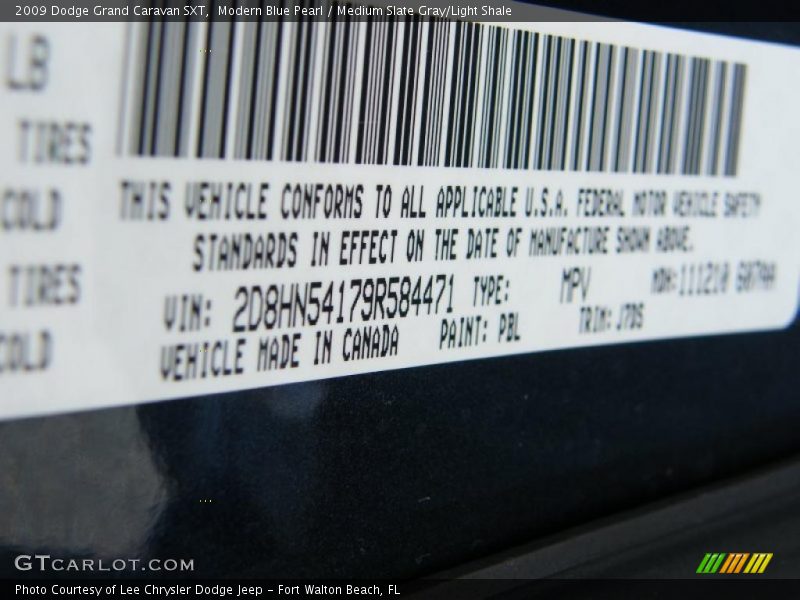 2009 Dodge Grand Caravan SXT, Modern Blue Pearl / Medium Slate Gray/Light Shale
LB
TIRES
COLD
TIRES
COLD
THIS VEHICLE CONFORMS TO ALL APPLICABLE U.S.A. FEDERAL MOTOR VEHICLE SAFETY
STANDARDS IN EFFECT ON THE DATE OF MANUFACTURE SHOWN ABOVE.
VIN: 2D8HN54179R584471 TYPE: MPV MDH: 111210
VEHICLE MADE IN CANADA PAINT: PBL TRIM: J7DS
GTCARLOT.COM
Photo Courtesy of Lee Chrysler Dodge Jeep - Fort Walton Beach, FL